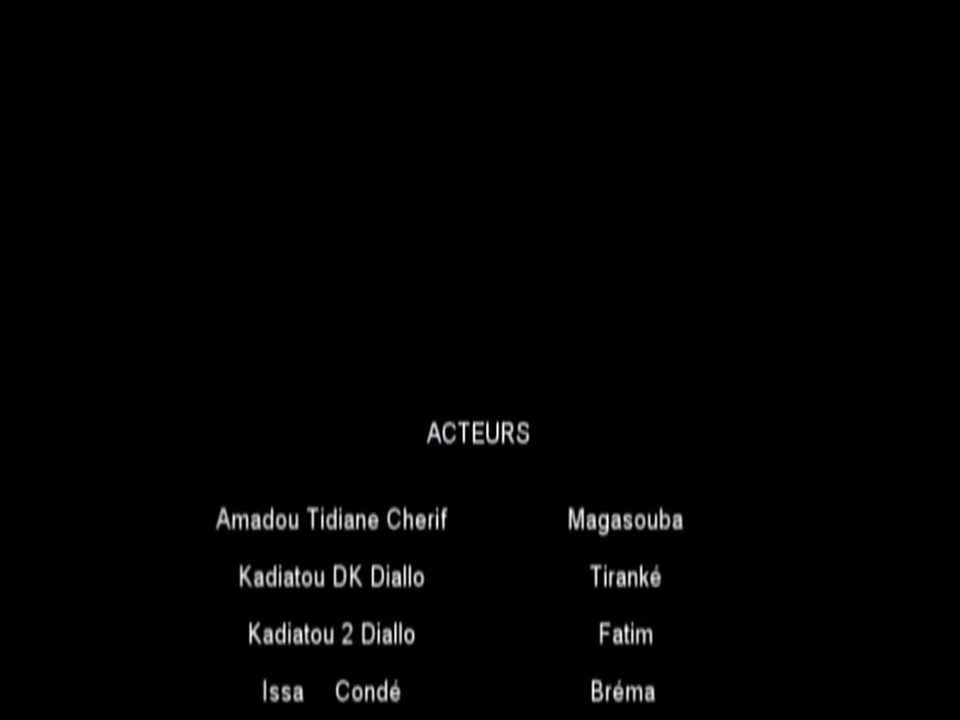 ACTEURS
Amadou Tidiane Cherif Magasouba
Kadiatou DK Diallo Tiranké
Kadiatou 2 Diallo Fatim
Issa Condé Bréma